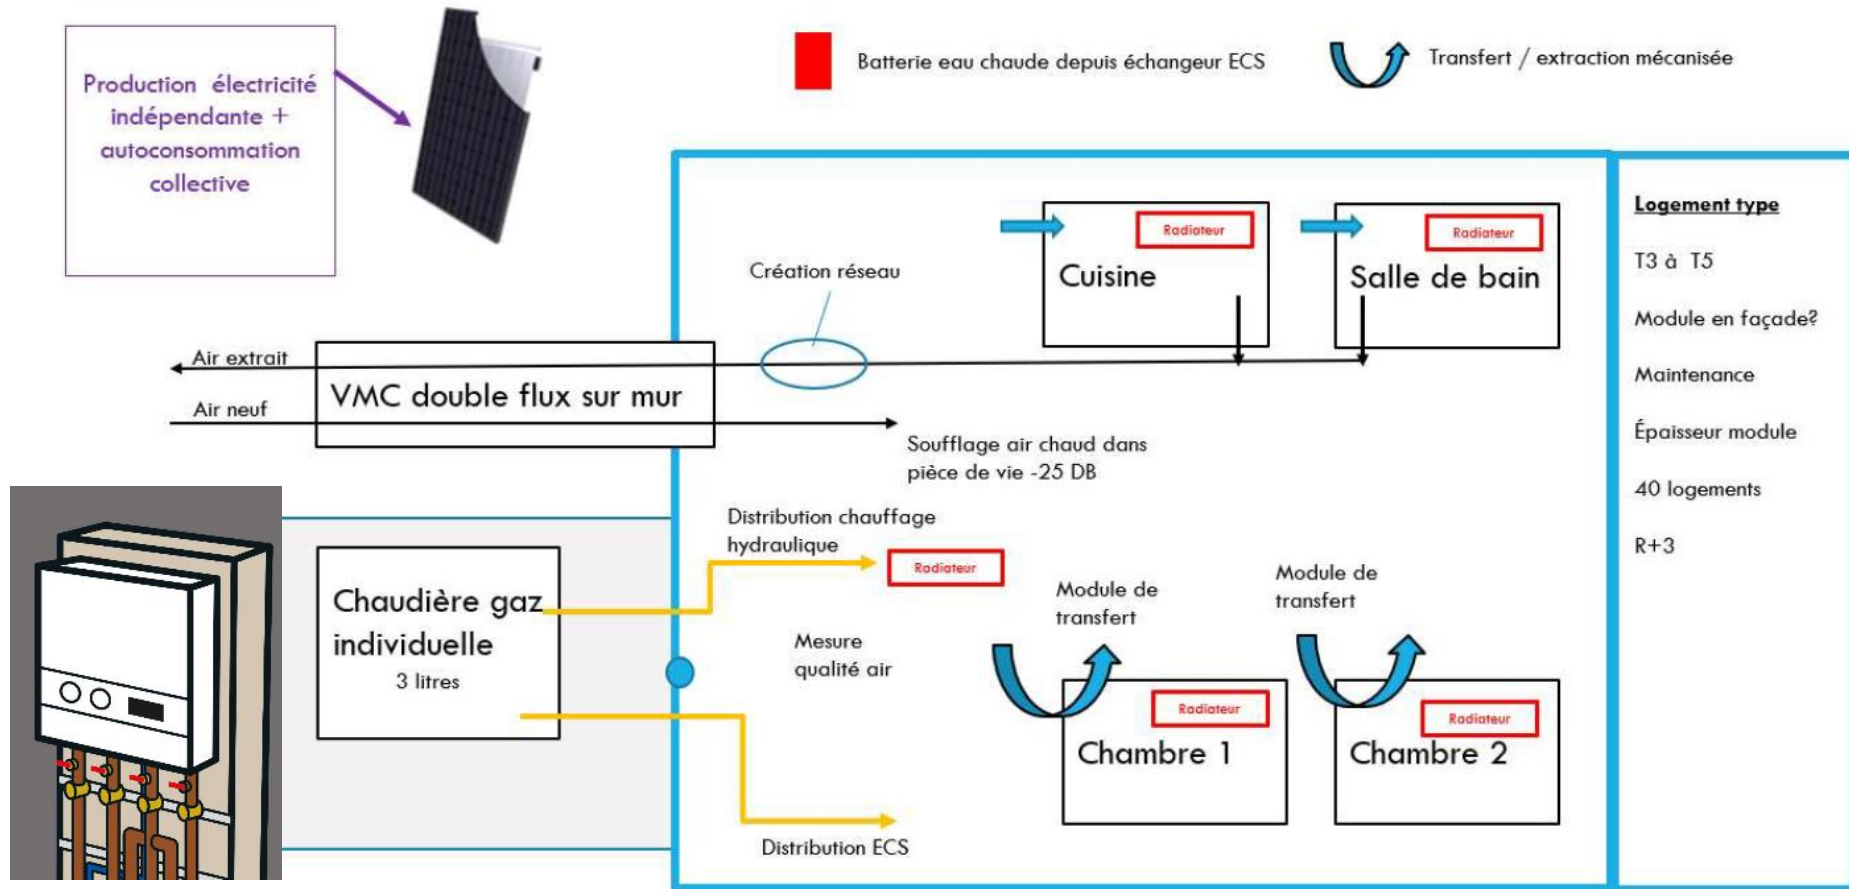 Production électricité
indépendante +
autoconsommation
collective
Batterie eau chaude depuis échangeur ECS
Transfert / extraction mécanisée
Création réseau
Radiateur
Cuisine
Radiateur
Salle de bain
Air extrait
VMC double flux sur mur
Air neuf
Soufflage air chaud dans
pièce de vie -25 DB
Distribution chauffage
hydraulique
Radiateur
Chaudière gaz
individuelle
3 litres
Mesure
qualité air
Module de
transfert
Module de
transfert
Radiateur
Chambre 1
Radiateur
Chambre 2
Distribution ECS
Logement type
T3 à T5
Module en façade?
Maintenance
Épaisseur module
40 logements
R+3